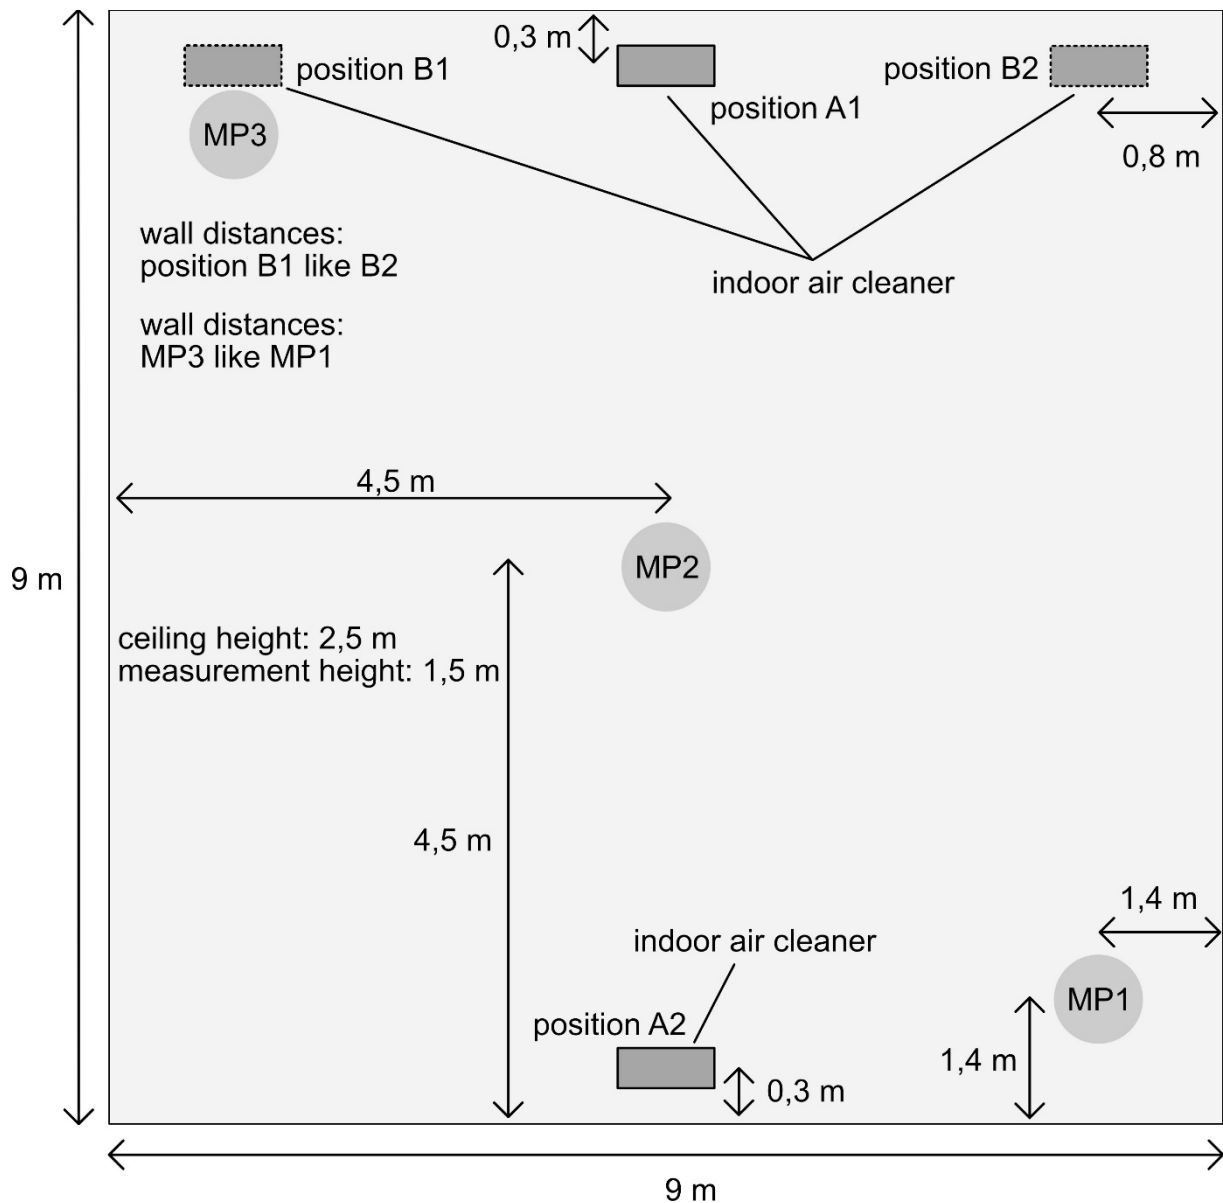 0,3 m
position B1
position A1
position B2
MP3
0,8 m
wall distances:
position B1 like B2
indoor air cleaner
wall distances:
MP3 like MP1
4,5 m
MP2
9 m
ceiling height: 2,5 m
measurement height: 1,5 m
4,5 m
1,4 m
indoor air cleaner
MP1
position A2
1,4 m
0,3 m
9 m